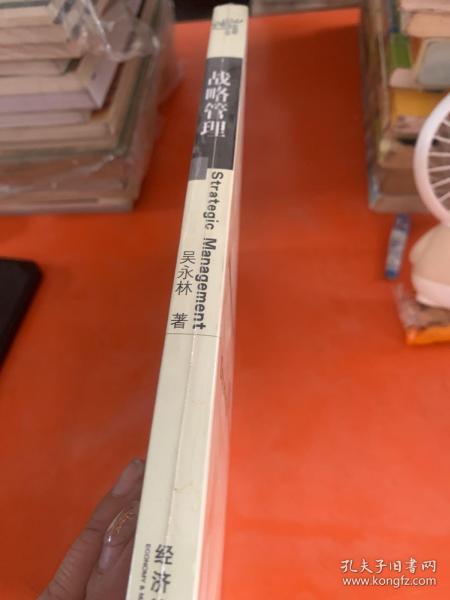 战略管理
Strategic Management
吴永林 著
经济
ECONOMY & M
孔夫子旧书网
www.kongfz.com